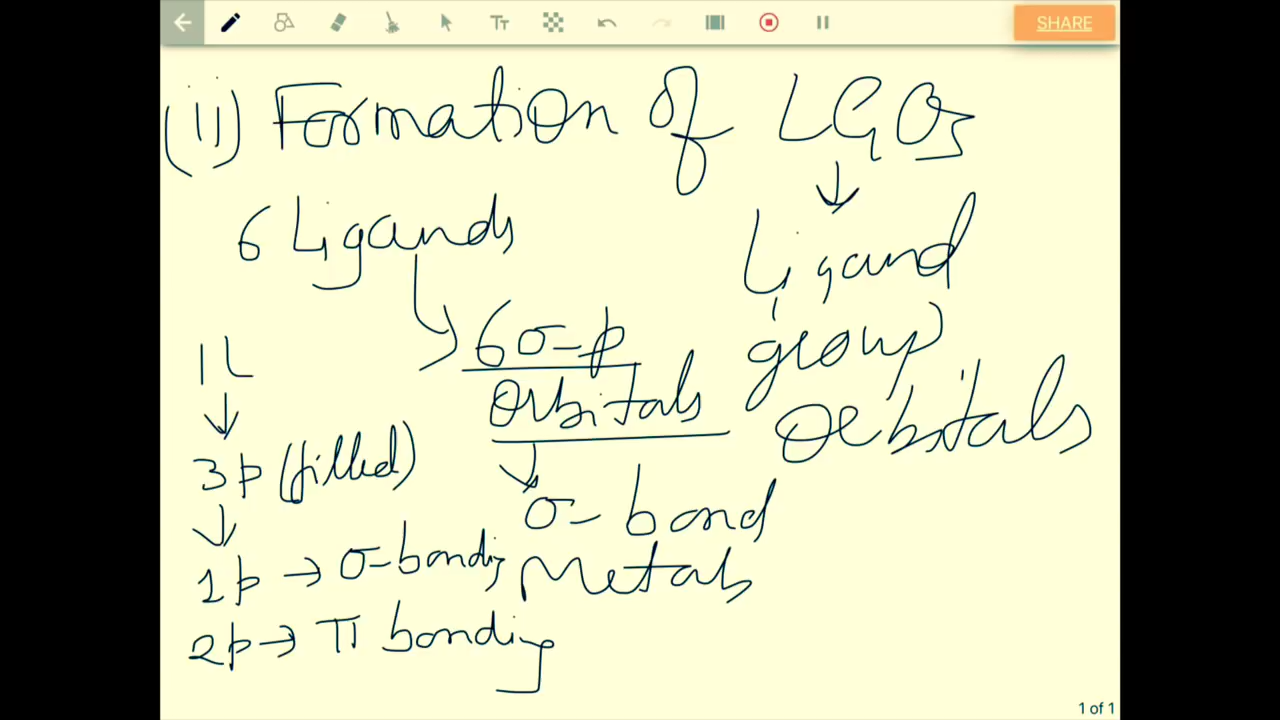 SHARE
(ii) Formation of LGOs
↓
6 Ligands
Ligand
group
orbitals
6σ-p
orbitals
↓
σ-bond
Metals
1L
↓
3p (filled)
↓
1p → σ-bonding
2p → π bonding
1 of 1